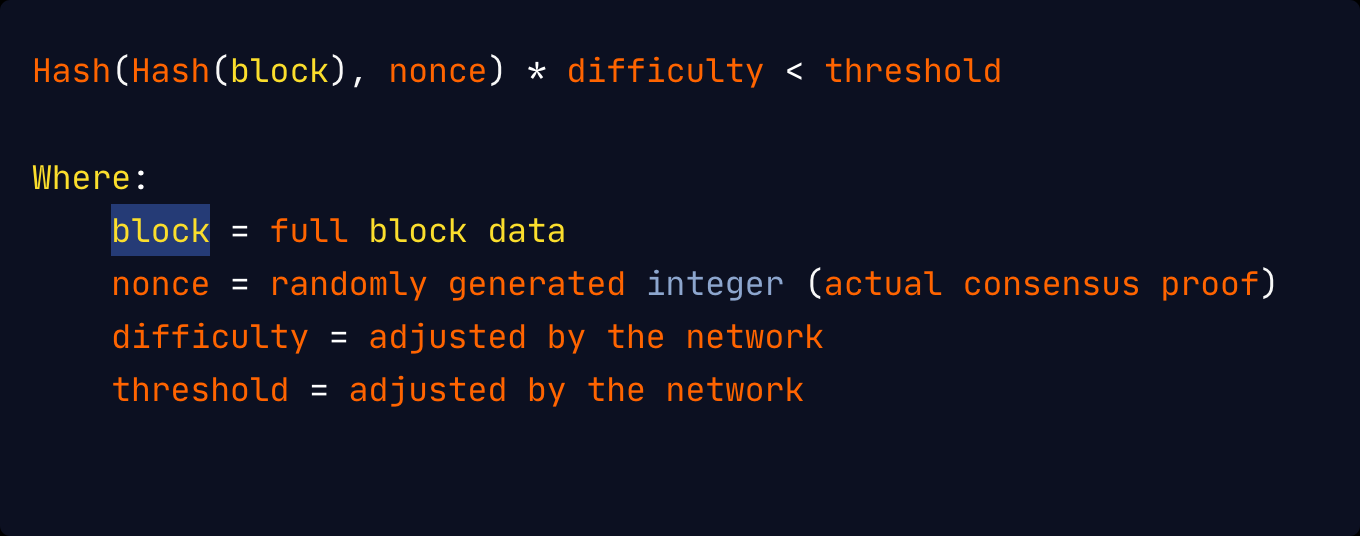 Hash(Hash(block), nonce) * difficulty < threshold
Where:
block = full block data
nonce = randomly generated integer (actual consensus proof)
difficulty = adjusted by the network
threshold = adjusted by the network